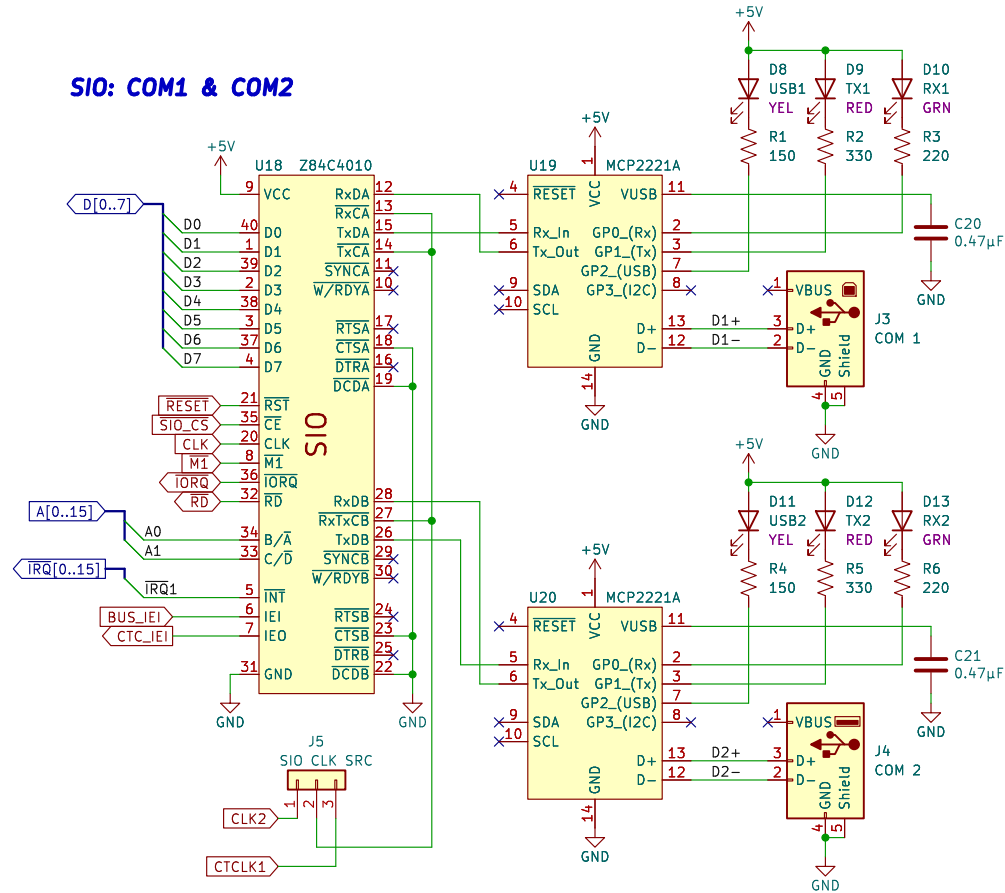 SIO: COM1 & COM2
+5V
+5V
+5V
+5V
+5V
D[0..7]
D0
D1
D2
D3
D4
D5
D6
D7
RESET
SIO_CS
CLK
M1
IORQ
RD
A[0..15]
A0
A1
IRQ[0..15]
IRQ1
BUS_IEI
CTC_IEI
GND
U18 Z84C4010
SIO
9 VCC
40 D0
1 D1
39 D2
2 D3
38 D4
3 D5
37 D6
4 D7
21 RST
35 CE
20 CLK
8 M1
36 IORQ
32 RD
34 B/A
33 C/D
5 INT
6 IEI
7 IEO
31 GND
RxDA 12
RxCA 13
TxDA 15
TxCA 14
SYNCA 11
W/RDYA 10
RTSA 17
CTSA 18
DTRA 16
DCDA 19
RxDB 28
RxTxCB 27
TxDB 26
SYNCB 29
W/RDYB 30
RTSB 24
CTSB 23
DTRB 25
DCDB 22
GND
J5
SIO CLK SRC
1 2 3
CLK2
CTCLK1
U19 MCP2221A
1 VCC
4 RESET
5 Rx_In
6 Tx_Out
9 SDA
10 SCL
VUSB 11
GP0_(Rx) 2
GP1_(Tx) 3
GP2_(USB) 7
GP3_(I2C) 8
D+ 13
D- 12
GND 14
GND
D8
USB1
YEL
D9
TX1
RED
D10
RX1
GRN
R1
150
R2
330
R3
220
C20
0.47µF
GND
D1+
D1-
1 VBUS
3 D+
2 D-
GND 4
Shield 5
J3
COM 1
GND
U20 MCP2221A
1 VCC
4 RESET
5 Rx_In
6 Tx_Out
9 SDA
10 SCL
VUSB 11
GP0_(Rx) 2
GP1_(Tx) 3
GP2_(USB) 7
GP3_(I2C) 8
D+ 13
D- 12
GND 14
GND
D11
USB2
YEL
D12
TX2
RED
D13
RX2
GRN
R4
150
R5
330
R6
220
C21
0.47µF
GND
D2+
D2-
1 VBUS
3 D+
2 D-
GND 4
Shield 5
J4
COM 2
GND